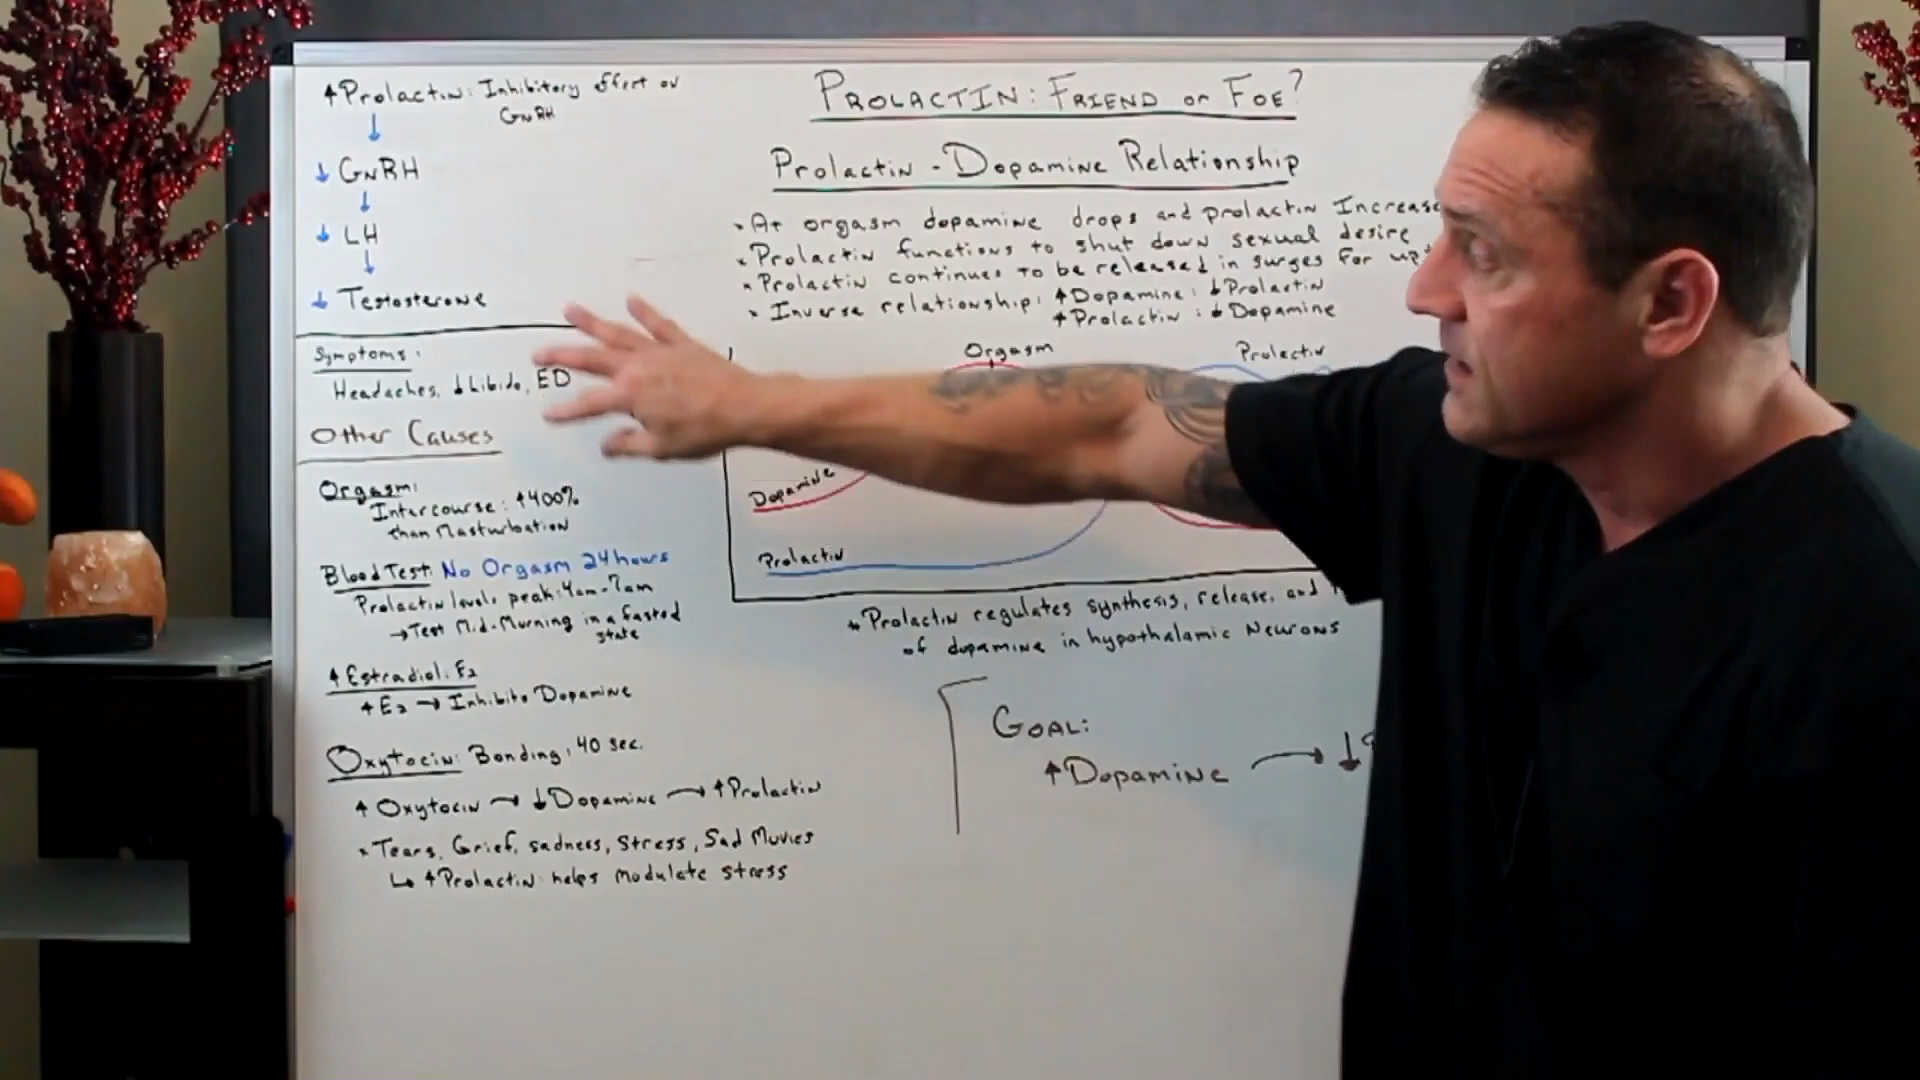 ↑Prolactin: Inhibitory effect on
GnRH
↓
↓ GnRH
↓
↓ LH
↓
↓ Testosterone
Symptoms:
Headaches, ↓Libido, ED
Other Causes
Orgasm:
Intercourse: ↑400%
than Masturbation
Blood Test: No Orgasm 24 hours
Prolactin levels peak: 4am-7am
→Test Mid-Morning in a fasted
state
↑ Estradiol: E2
↑ E2 → Inhibits Dopamine
Oxytocin: Bonding: 40 sec.
↑ Oxytocin → ↓Dopamine → ↑Prolactin
* Tears, Grief, sadness, Stress, Sad Movies
↳ ↑Prolactin: helps modulate stress
PROLACTIN: FRIEND or FOE?
Prolactin - Dopamine Relationship
* At orgasm dopamine drops and prolactin Increase
* Prolactin functions to shut down sexual desire
* Prolactin continues to be released in surges for up
* Inverse relationship: ↑Dopamine: ↓Prolactin
↑Prolactin: ↓Dopamine
Orgasm Prolactin
Dopamine
Prolactin
* Prolactin regulates synthesis, release, and
of dopamine in hypothalamic Neurons
GOAL:
↑Dopamine → ↓